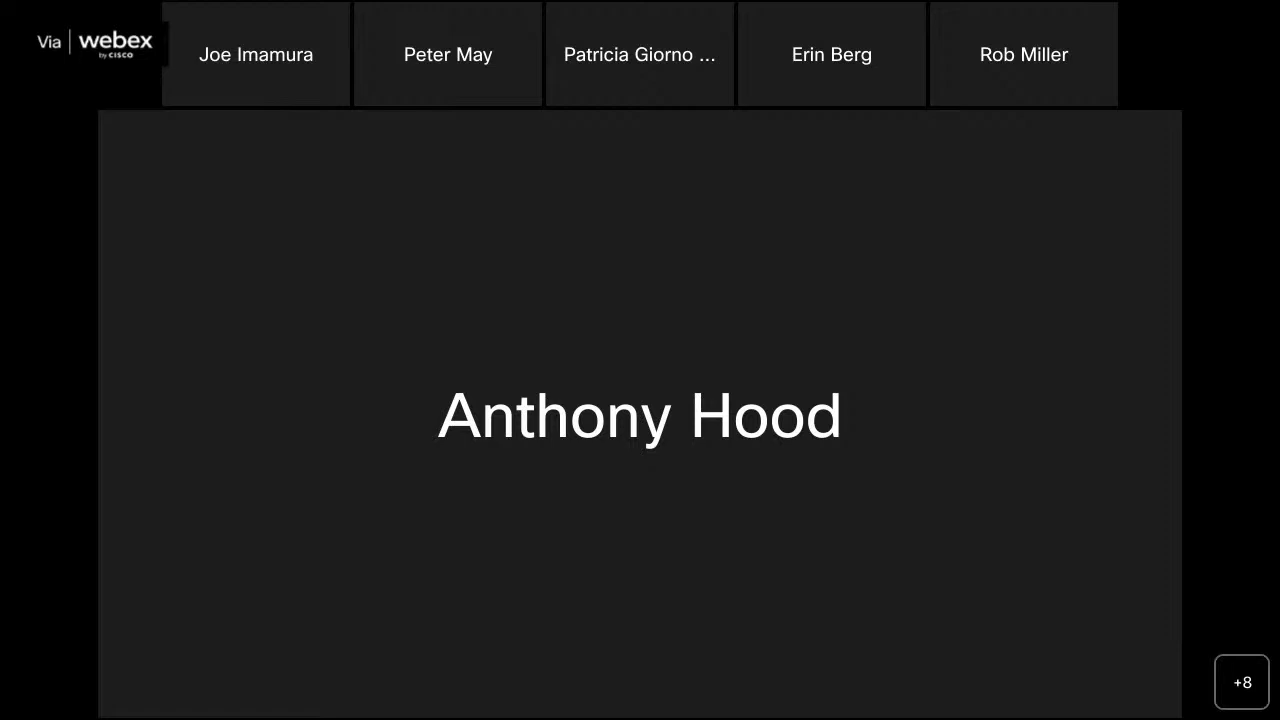 Via | webex
by CISCO
Joe Imamura
Peter May
Patricia Giorno ...
Erin Berg
Rob Miller
Anthony Hood
+8